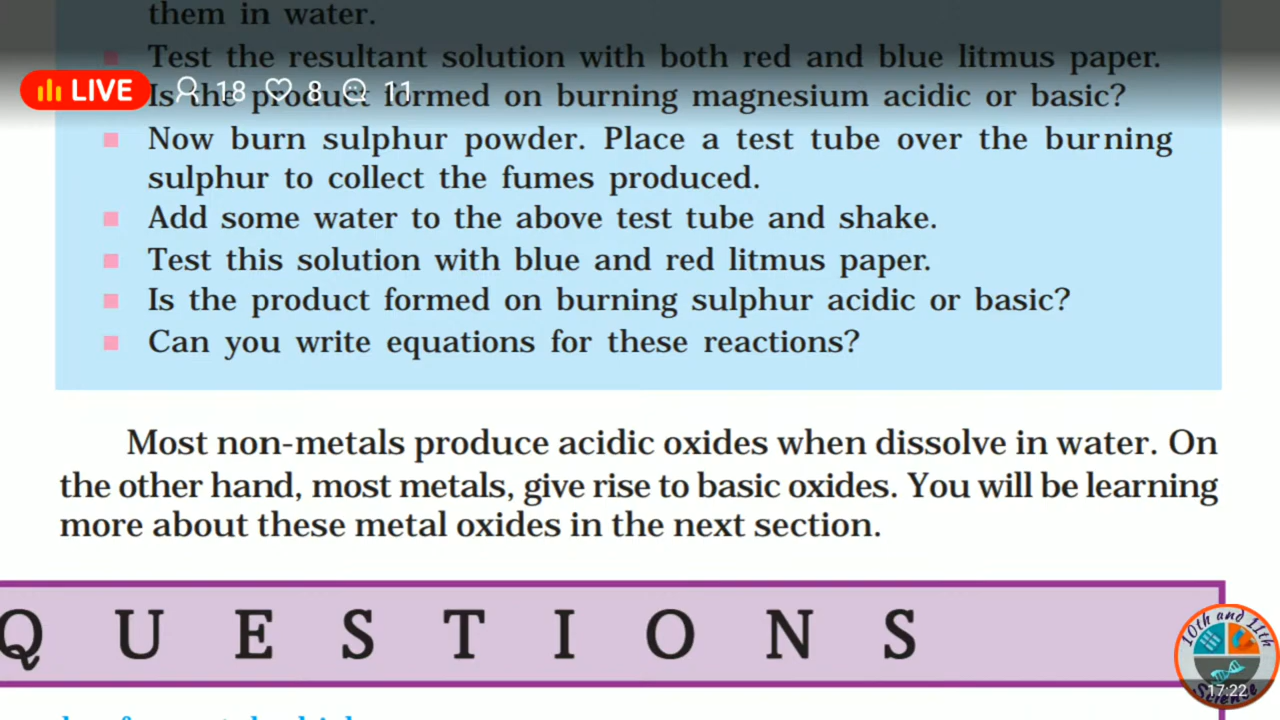 them in water.
Test the resultant solution with both red and blue litmus paper.
LIVE 18 8 11
Is the product formed on burning magnesium acidic or basic?
Now burn sulphur powder. Place a test tube over the burning
sulphur to collect the fumes produced.
Add some water to the above test tube and shake.
Test this solution with blue and red litmus paper.
Is the product formed on burning sulphur acidic or basic?
Can you write equations for these reactions?
Most non-metals produce acidic oxides when dissolve in water. On
the other hand, most metals, give rise to basic oxides. You will be learning
more about these metal oxides in the next section.
QUESTIONS
10th and 11th
Science
17:22